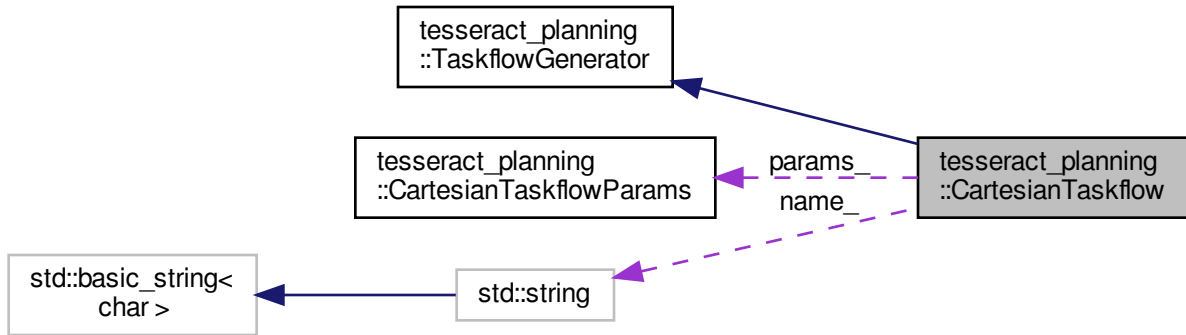 tesseract_planning
::TaskflowGenerator
tesseract_planning
::CartesianTaskflowParams
params_
name_
tesseract_planning
::CartesianTaskflow
std::basic_string<
char >
std::string